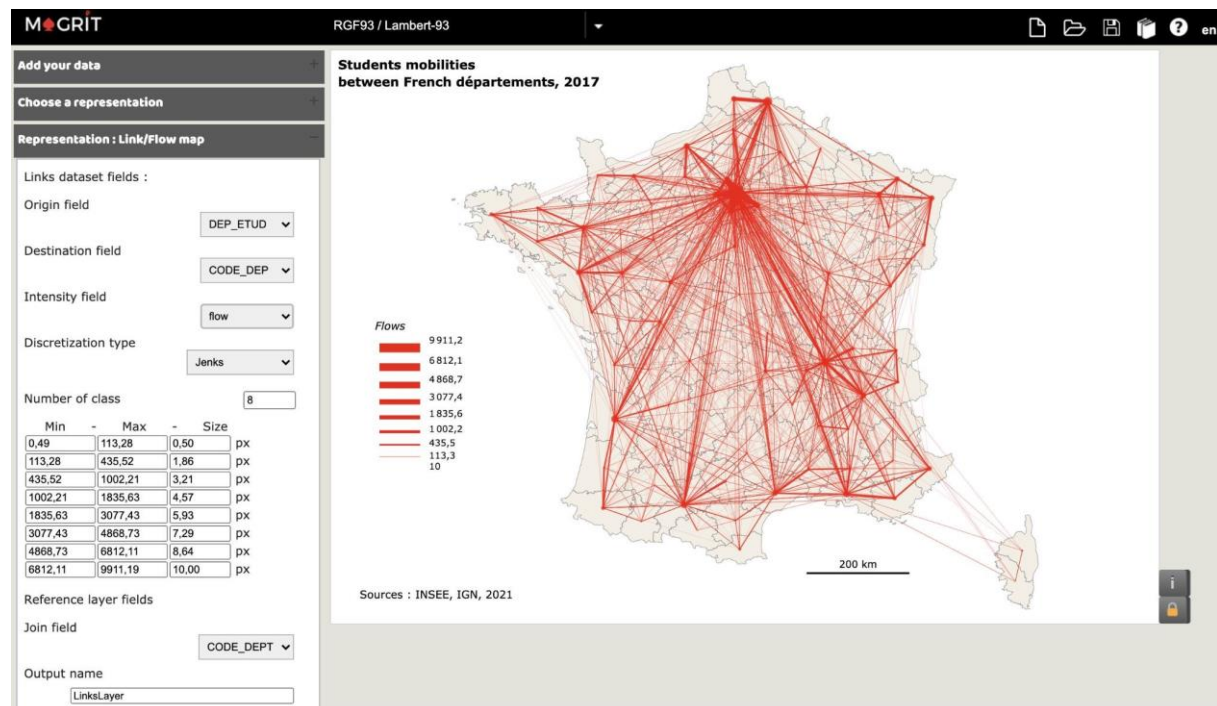 MAGRIT
RGF93 / Lambert-93
en
Add your data +
Choose a representation +
Representation : Link/Flow map -
Links dataset fields :
Origin field
DEP_ETUD
Destination field
CODE_DEP
Intensity field
flow
Discretization type
Jenks
Number of class 8
Min - Max - Size
0,49 113,28 0,50 px
113,28 435,52 1,86 px
435,52 1002,21 3,21 px
1002,21 1835,63 4,57 px
1835,63 3077,43 5,93 px
3077,43 4868,73 7,29 px
4868,73 6812,11 8,64 px
6812,11 9911,19 10,00 px
Reference layer fields
Join field
CODE_DEPT
Output name
LinksLayer
Students mobilities
between French départements, 2017
Flows
9 911,2
6 812,1
4 868,7
3 077,4
1 835,6
1 002,2
435,5
113,3
10
200 km
Sources : INSEE, IGN, 2021
i